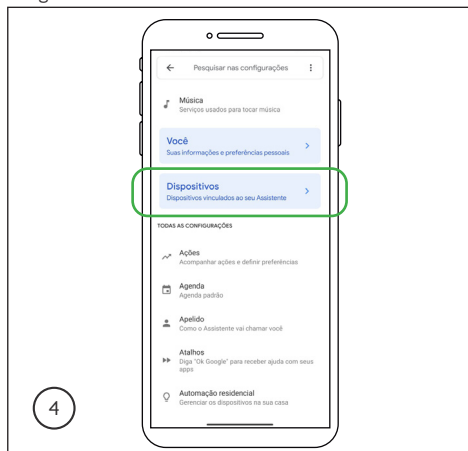 Pesquisar nas configurações
Música
Serviços usados para tocar música
Você
Suas informações e preferências pessoais
Dispositivos
Dispositivos vinculados ao seu Assistente
TODAS AS CONFIGURAÇÕES
Ações
Acompanhar ações e definir preferências
Agenda
Agenda padrão
Apelido
Como o Assistente vai chamar você
Atalhos
Diga "Ok Google" para receber ajuda com seus
apps
Automação residencial
Gerenciar os dispositivos na sua casa
4